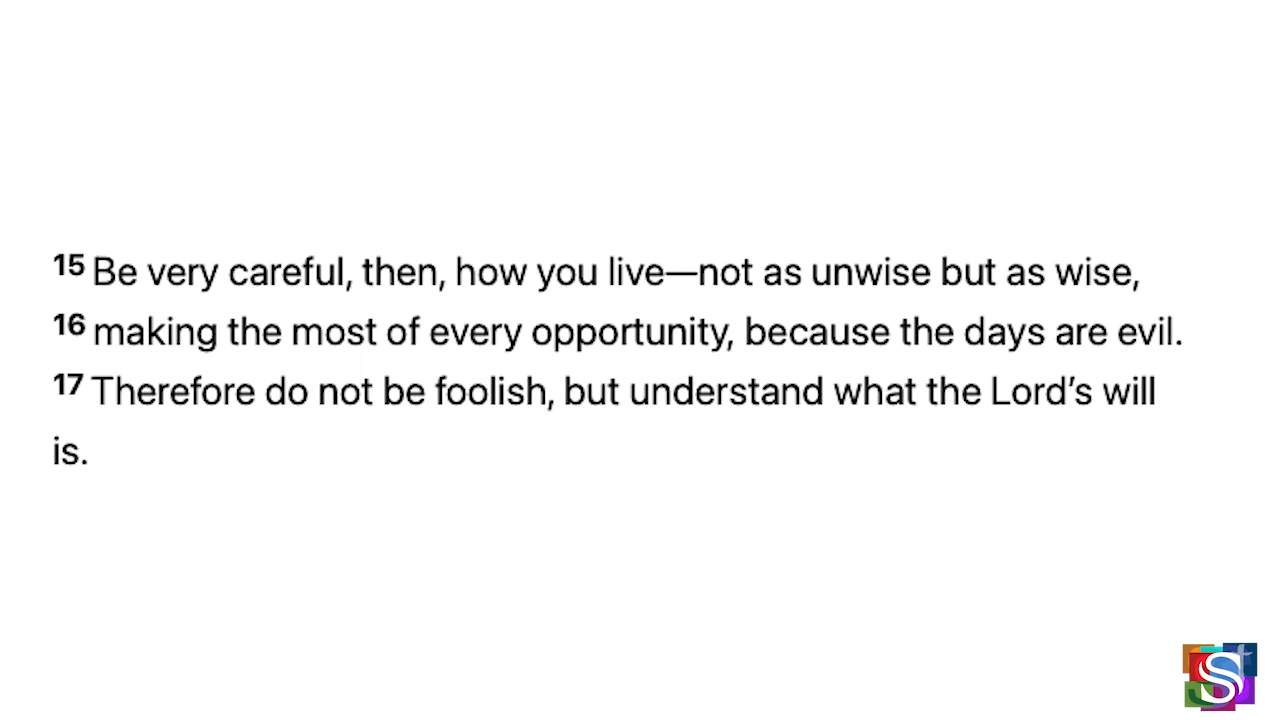 15 Be very careful, then, how you live—not as unwise but as wise,
16 making the most of every opportunity, because the days are evil.
17 Therefore do not be foolish, but understand what the Lord’s will
is.